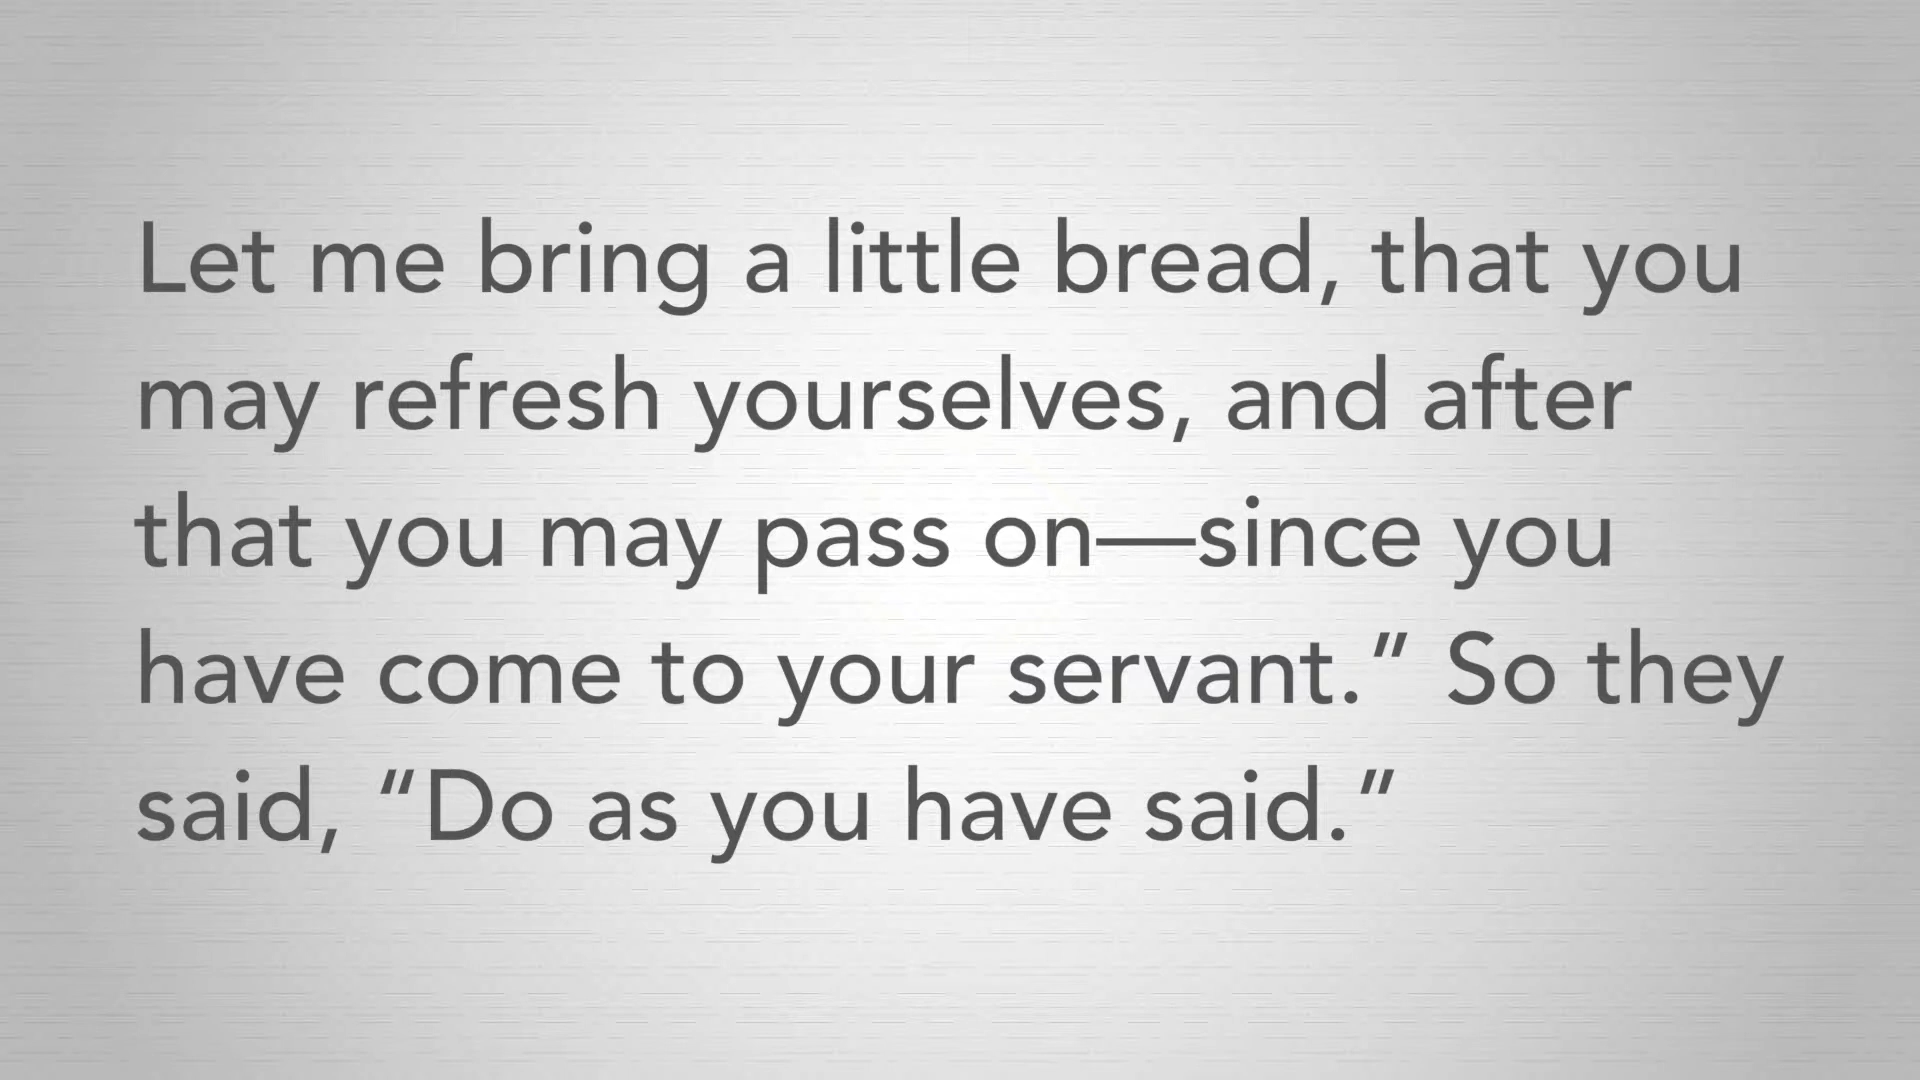 Let me bring a little bread, that you
may refresh yourselves, and after
that you may pass on—since you
have come to your servant.” So they
said, “Do as you have said.”